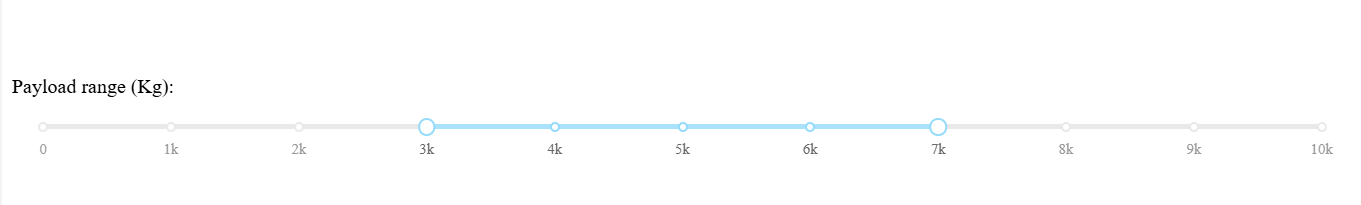 Payload range (Kg):
0 1k 2k 3k 4k 5k 6k 7k 8k 9k 10k